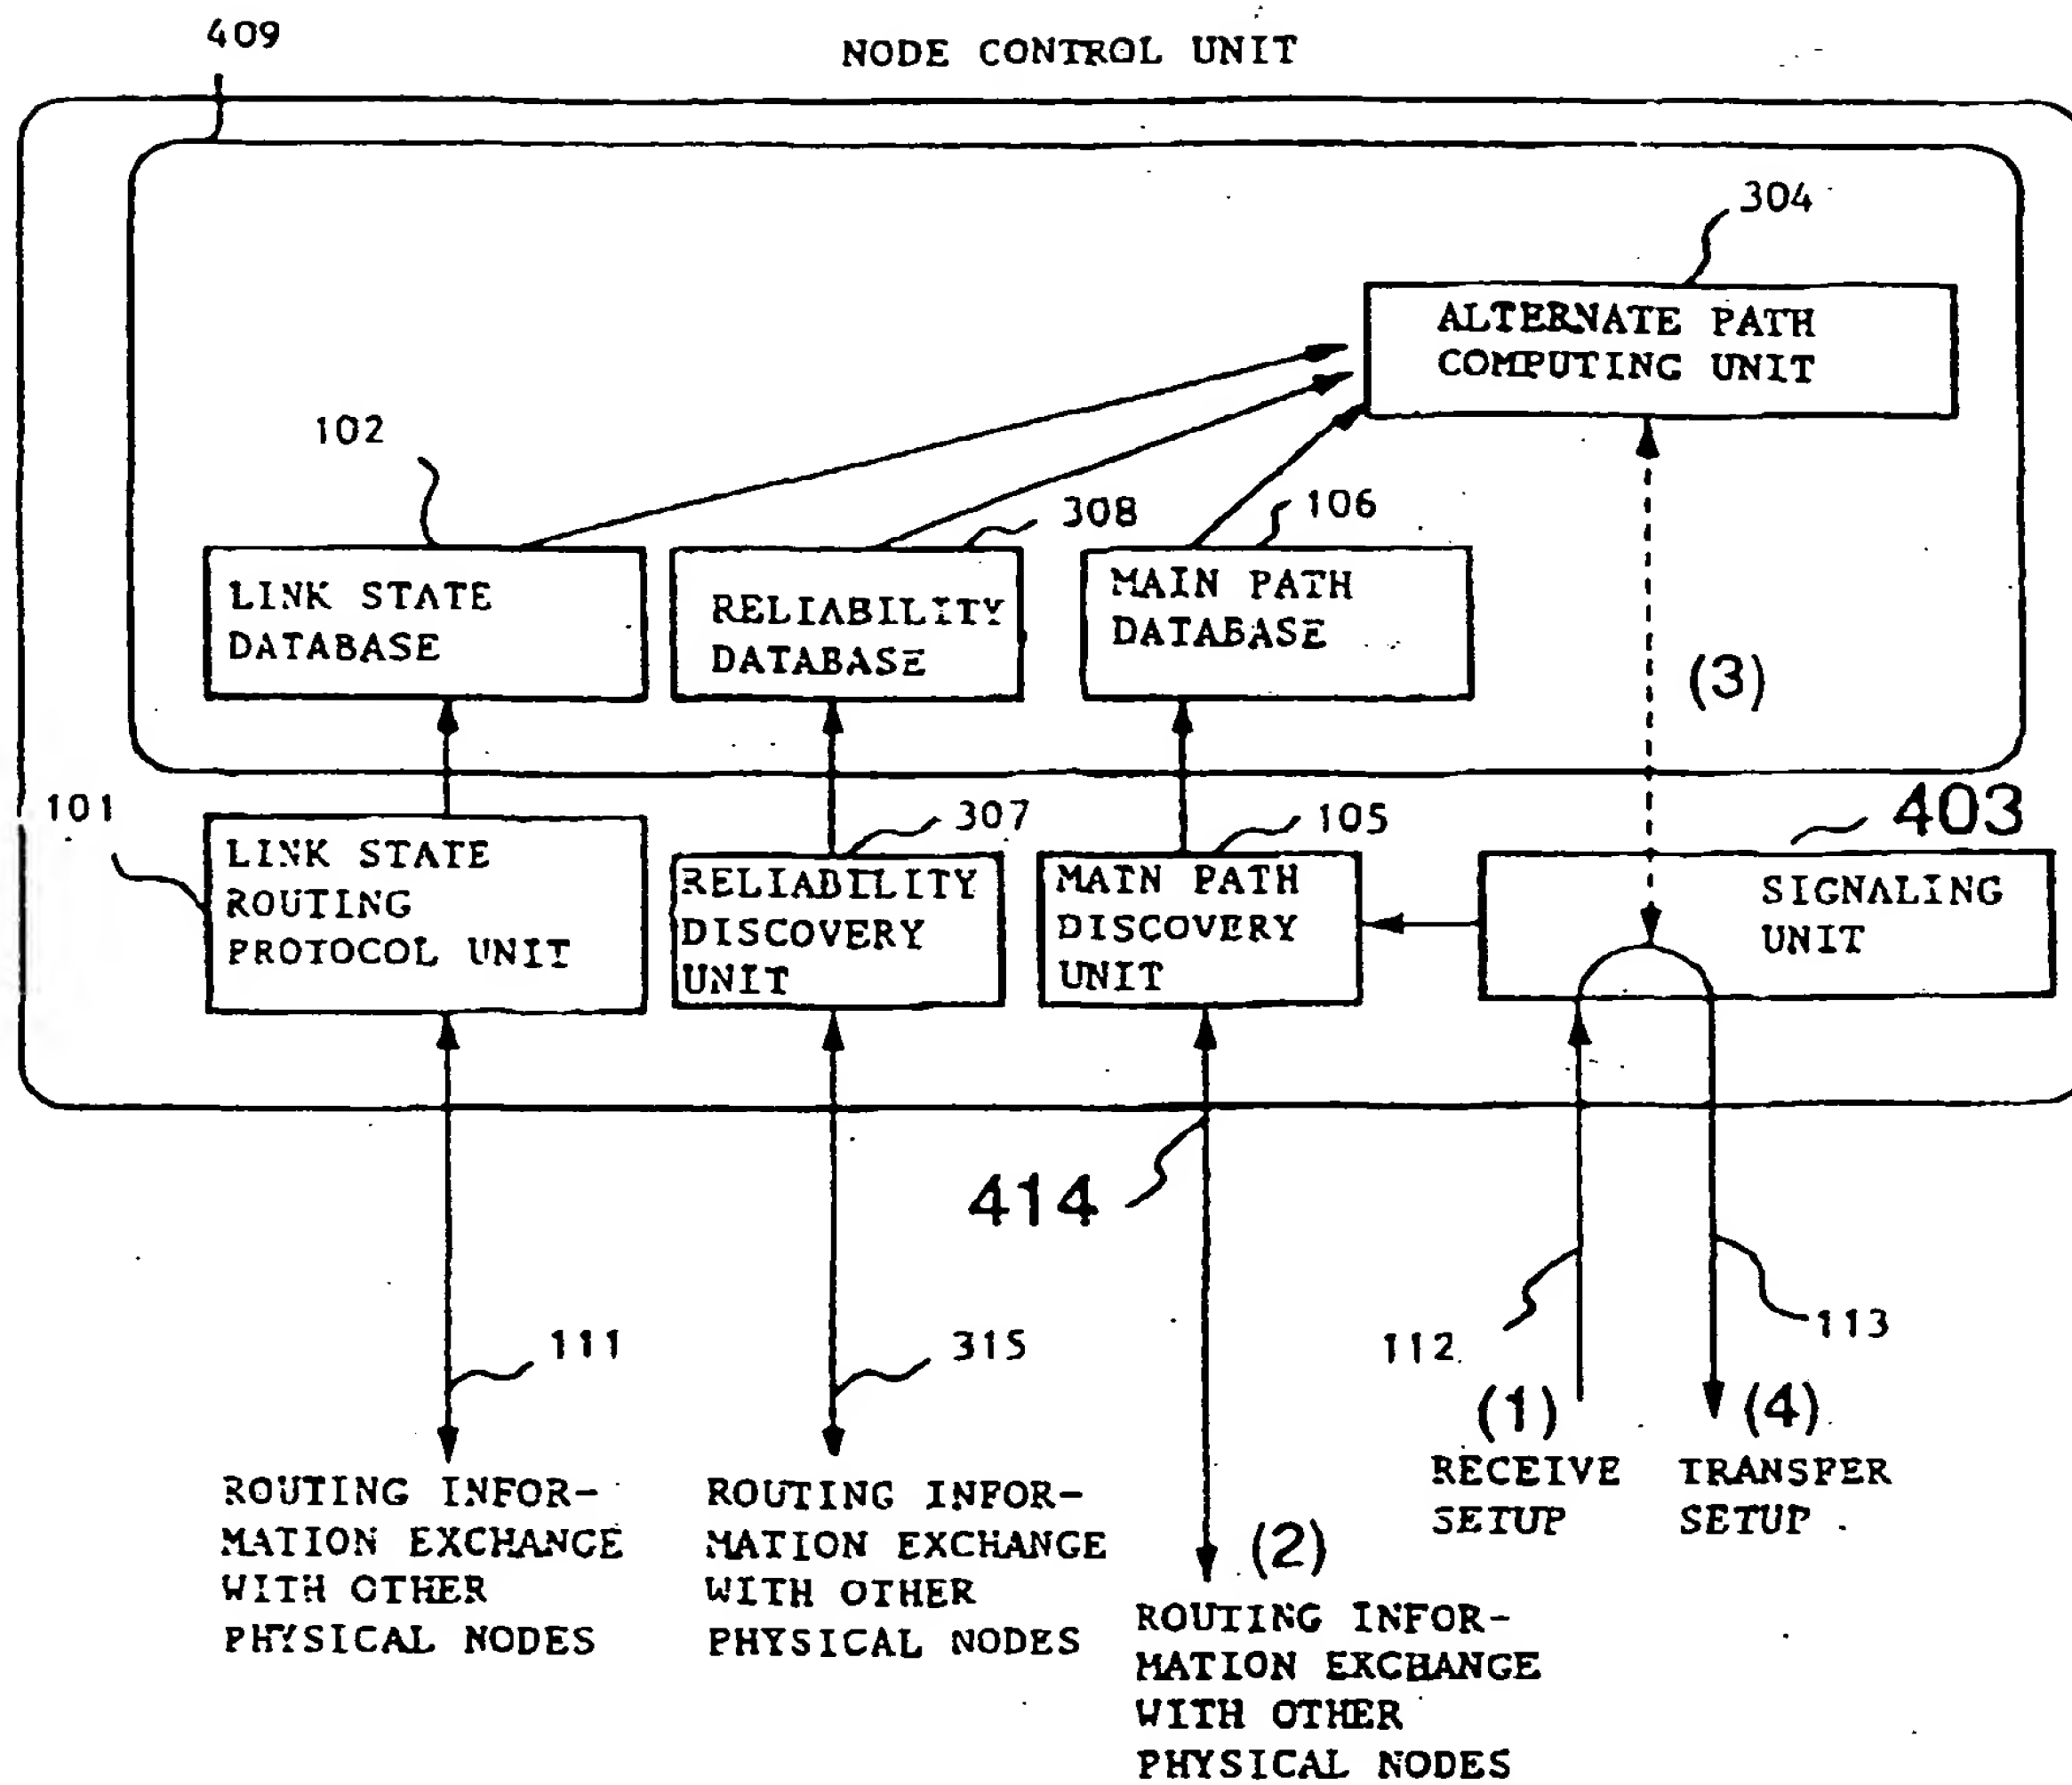 409
NODE CONTROL UNIT
304
ALTERNATE PATH
COMPUTING UNIT
102
308
106
LINK STATE
DATABASE
RELIABILITY
DATABASE
MAIN PATH
DATABASE
(3)
101
307
105
403
LINK STATE
ROUTING
PROTOCOL UNIT
RELIABILITY
DISCOVERY
UNIT
MAIN PATH
DISCOVERY
UNIT
SIGNALING
UNIT
414
111
315
112
113
(1)
RECEIVE
SETUP
(4)
TRANSFER
SETUP
ROUTING INFOR-
MATION EXCHANGE
WITH OTHER
PHYSICAL NODES
ROUTING INFOR-
MATION EXCHANGE
WITH OTHER
PHYSICAL NODES
(2)
ROUTING INFOR-
MATION EXCHANGE
WITH OTHER
PHYSICAL NODES